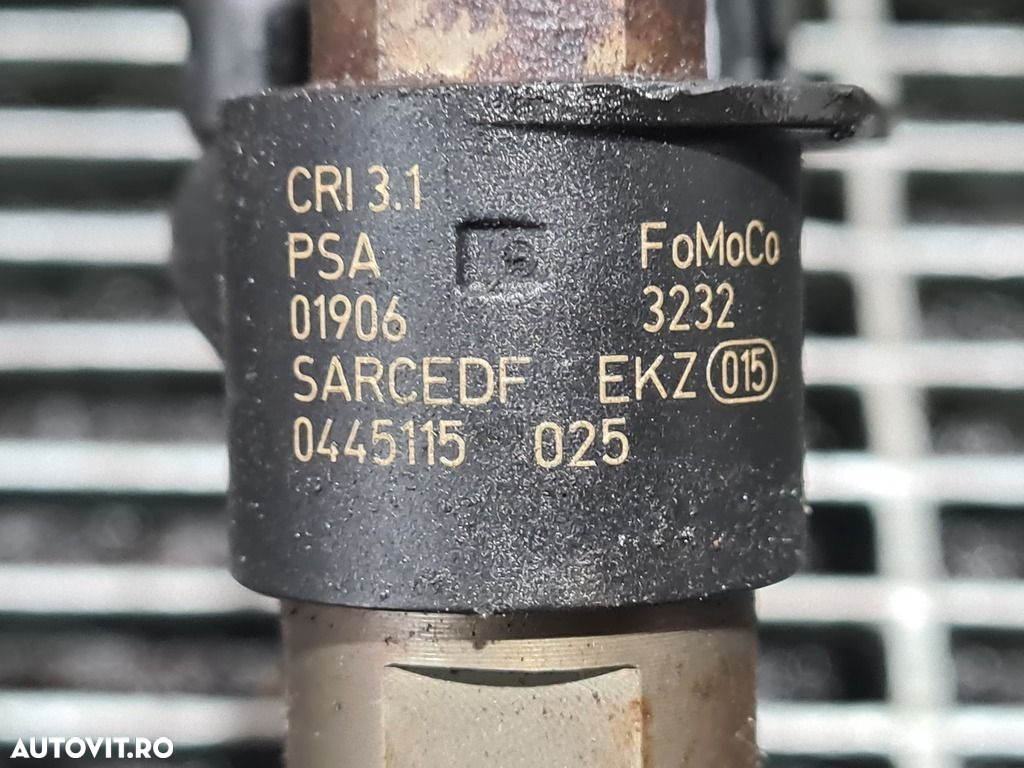 CRI 3.1
PSA FoMoCo
01906 3232
SARCEDF EKZ 015
0445115 025
AUTOVIT.RO